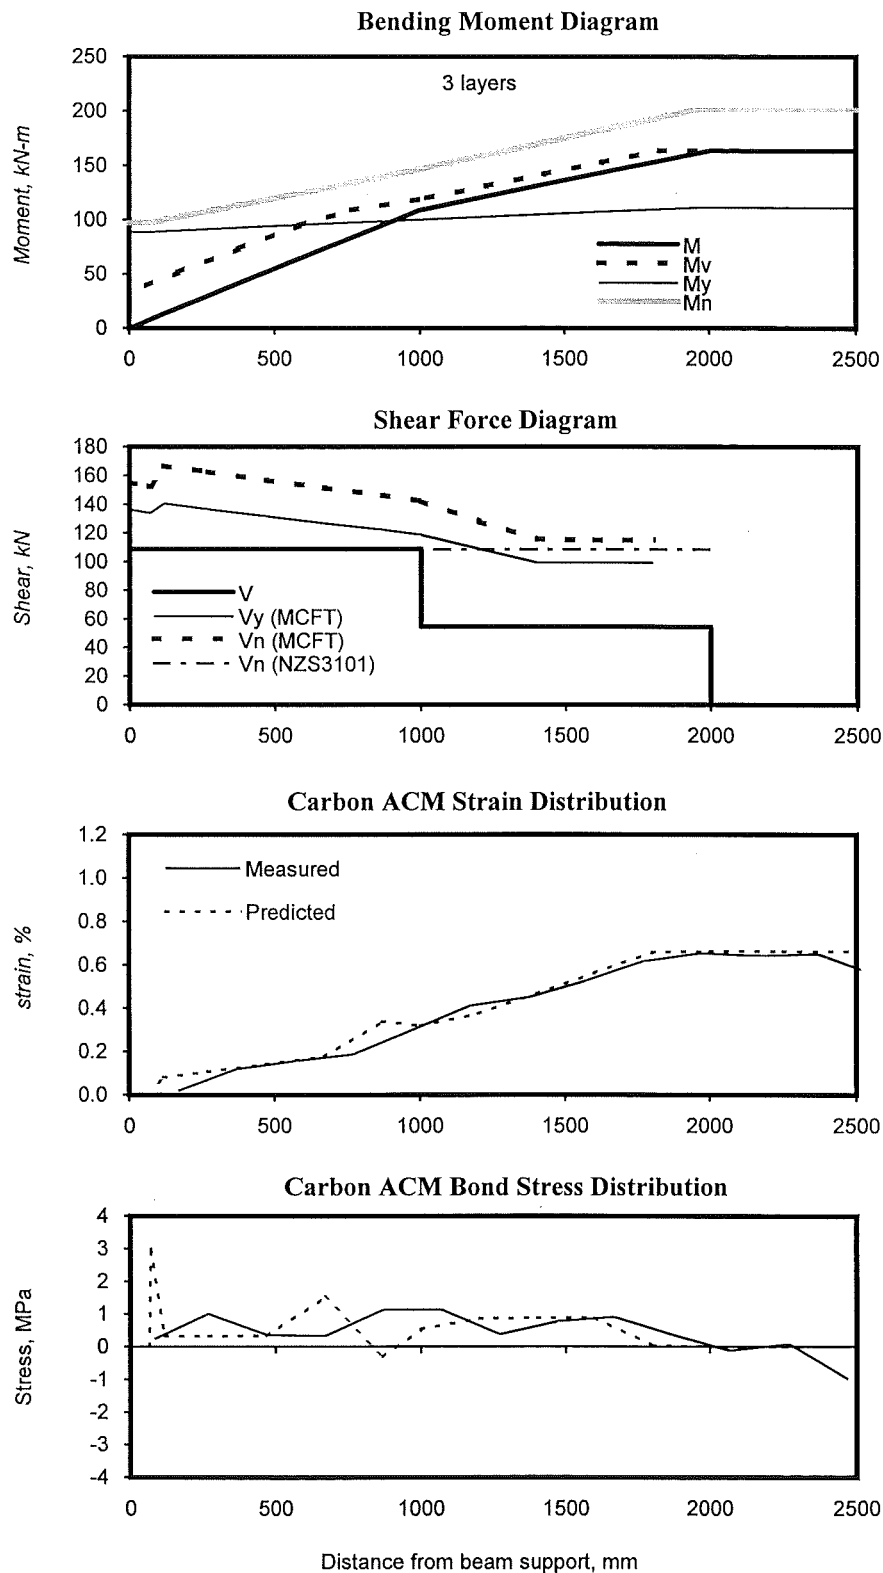 Bending Moment Diagram
250
3 layers
200
150
100
50
0
Moment, kN-m
M
Mv
My
Mn
0 500 1000 1500 2000 2500
Shear Force Diagram
180
160
140
120
100
80
60
40
20
0
Shear, kN
V
Vy (MCFT)
Vn (MCFT)
Vn (NZS3101)
0 500 1000 1500 2000 2500
Carbon ACM Strain Distribution
1.2
1.0
0.8
0.6
0.4
0.2
0.0
strain, %
Measured
Predicted
0 500 1000 1500 2000 2500
Carbon ACM Bond Stress Distribution
4
3
2
1
0
-1
-2
-3
-4
Stress, MPa
0 500 1000 1500 2000 2500
Distance from beam support, mm